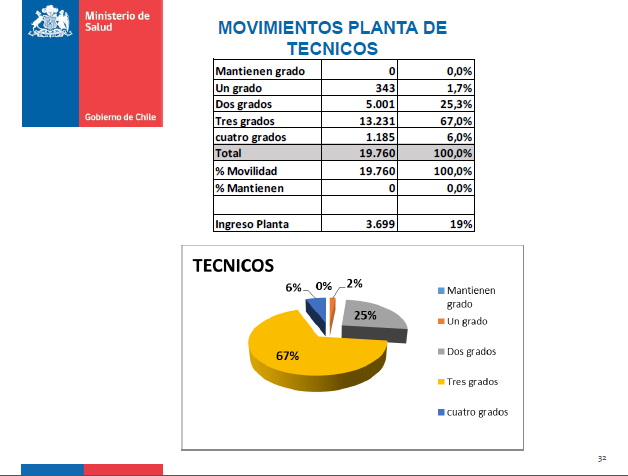 Ministerio de
Salud
Gobierno de Chile
MOVIMIENTOS PLANTA DE
TECNICOS
Mantienen grado 0 0,0%
Un grado 343 1,7%
Dos grados 5.001 25,3%
Tres grados 13.231 67,0%
cuatro grados 1.185 6,0%
Total 19.760 100,0%
% Movilidad 19.760 100,0%
% Mantienen 0 0,0%
Ingreso Planta 3.699 19%
TECNICOS
6% 0% 2%
25%
67%
Mantienen
grado
Un grado
Dos grados
Tres grados
cuatro grados
32